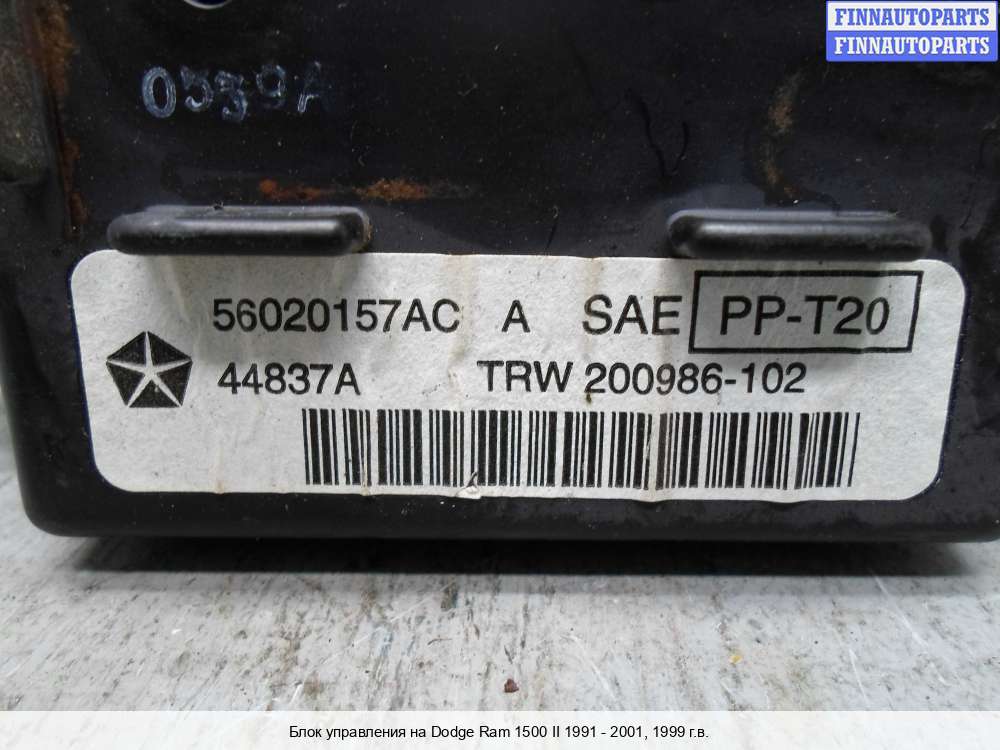 FINNAUTOPARTS
FINNAUTOPARTS
56020157AC A SAE PP-T20
44837A TRW 200986-102
Блок управления на Dodge Ram 1500 II 1991 - 2001, 1999 г.в.